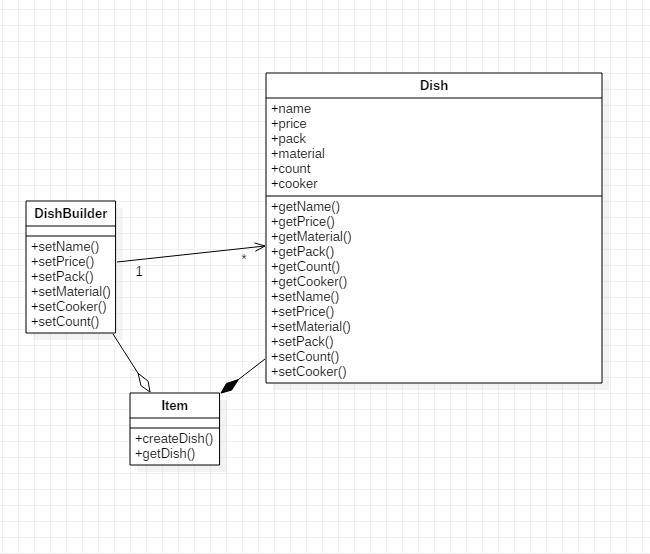 Dish
+name
+price
+pack
+material
+count
+cooker
+getName()
+getPrice()
+getMaterial()
+getPack()
+getCount()
+getCooker()
+setName()
+setPrice()
+setMaterial()
+setPack()
+setCount()
+setCooker()
DishBuilder
+setName()
+setPrice()
+setPack()
+setMaterial()
+setCooker()
+setCount()
1
*
Item
+createDish()
+getDish()